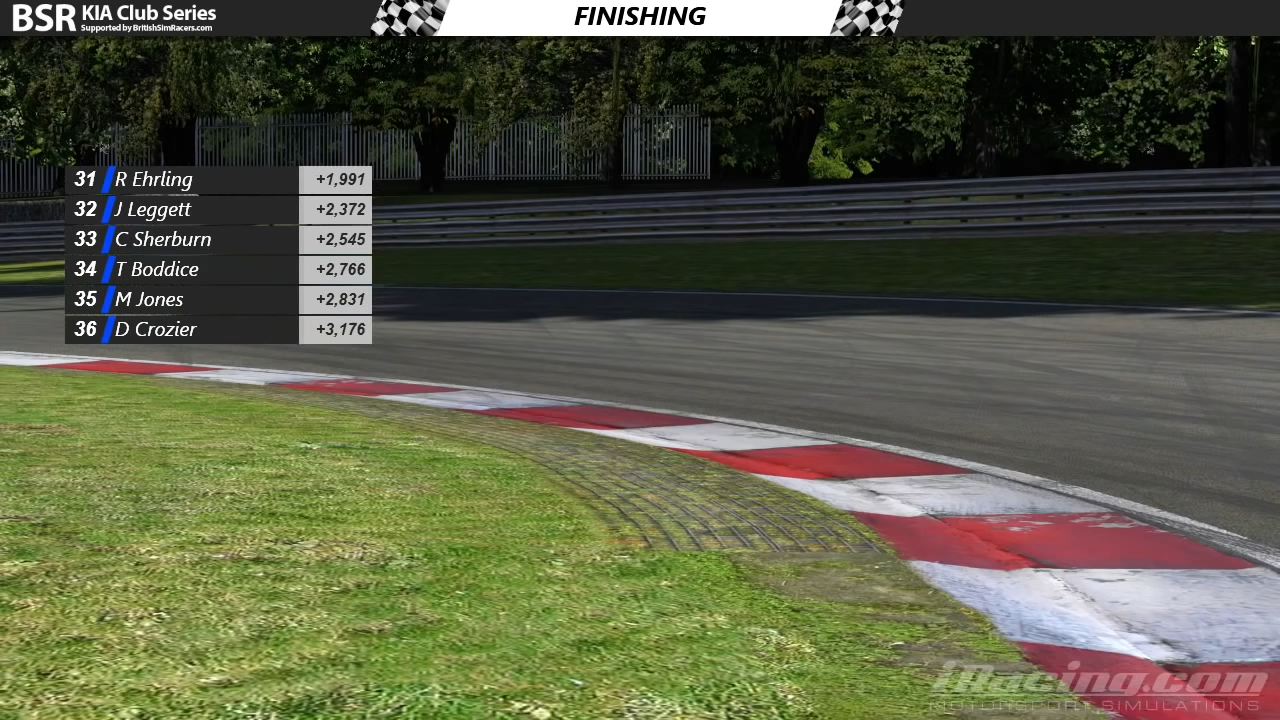 BSR KIA Club Series
Supported by BritishSimRacers.com
FINISHING
31 R Ehrling +1,991
32 J Leggett +2,372
33 C Sherburn +2,545
34 T Boddice +2,766
35 M Jones +2,831
36 D Crozier +3,176
iRacing.com
MOTORSPORT SIMULATIONS